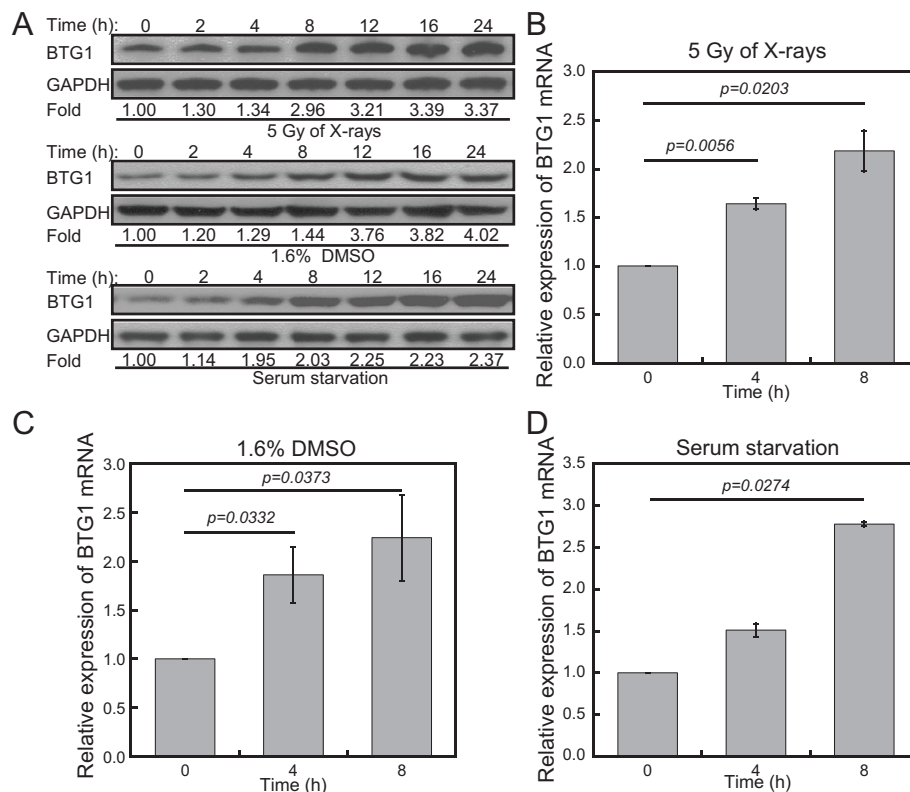 A
Time (h): 0 2 4 8 12 16 24
BTG1
GAPDH
Fold 1.00 1.30 1.34 2.96 3.21 3.39 3.37
5 Gy of X-rays
Time (h): 0 2 4 8 12 16 24
BTG1
GAPDH
Fold 1.00 1.20 1.29 1.44 3.76 3.82 4.02
1.6% DMSO
Time (h): 0 2 4 8 12 16 24
BTG1
GAPDH
Fold 1.00 1.14 1.95 2.03 2.25 2.23 2.37
Serum starvation
B
5 Gy of X-rays
Relative expression of BTG1 mRNA
3.0
2.5
2.0
1.5
1.0
0.5
0.0
p=0.0203
p=0.0056
0 4 8
Time (h)
C
1.6% DMSO
Relative expression of BTG1 mRNA
3.0
2.5
2.0
1.5
1.0
0.5
0.0
p=0.0373
p=0.0332
0 4 8
Time (h)
D
Serum starvation
Relative expression of BTG1 mRNA
3.5
3.0
2.5
2.0
1.5
1.0
0.5
0.0
p=0.0274
0 4 8
Time (h)